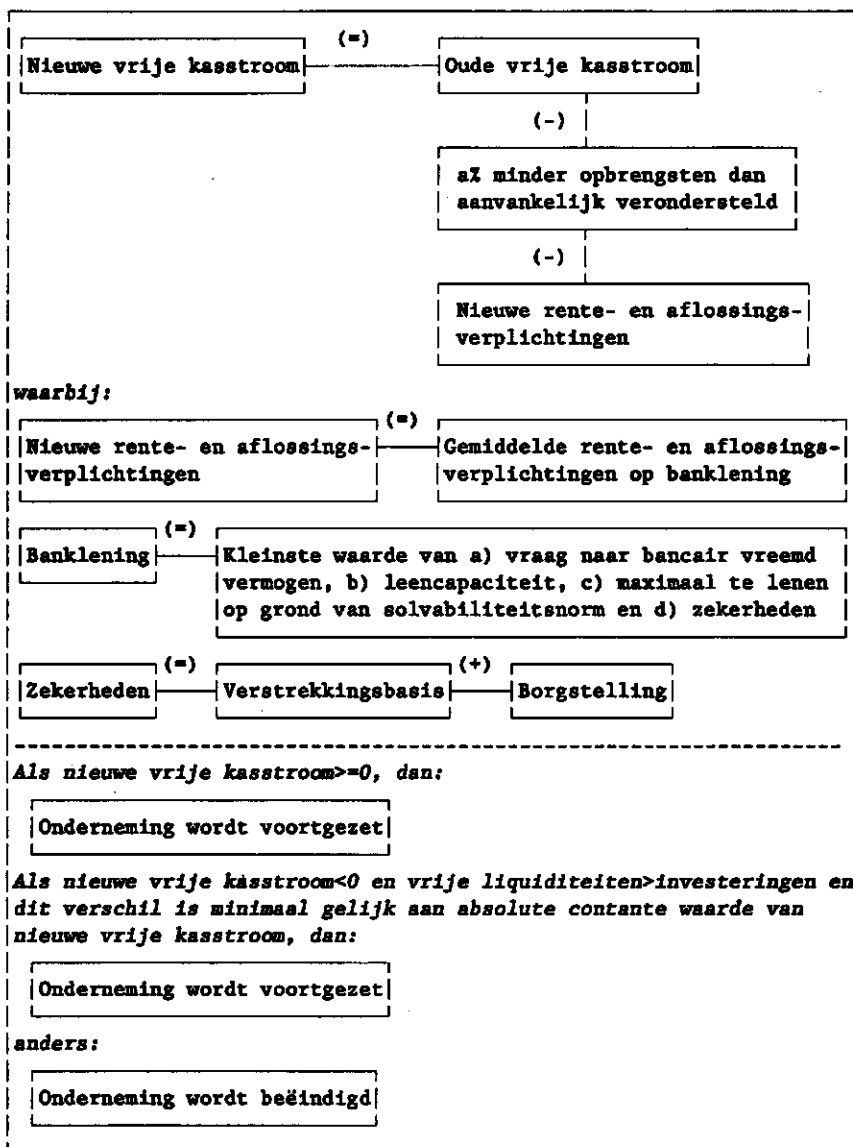 (=)
Nieuwe vrije kasstroom Oude vrije kasstroom
(-)
a% minder opbrengsten dan
aanvankelijk verondersteld
(-)
Nieuwe rente- en aflossings-
verplichtingen
waarbij:
(=)
Nieuwe rente- en aflossings- Gemiddelde rente- en aflossings-
verplichtingen verplichtingen op banklening
(=)
Banklening Kleinste waarde van a) vraag naar bancair vreemd
vermogen, b) leencapaciteit, c) maximaal te lenen
op grond van solvabiliteitsnorm en d) zekerheden
(=) (+)
Zekerheden Verstrekkingsbasis Borgstelling
Als nieuwe vrije kasstroom>=0, dan:
Onderneming wordt voortgezet
Als nieuwe vrije kasstroom<0 en vrije liquiditeiten>investeringen en
dit verschil is minimaal gelijk aan absolute contante waarde van
nieuwe vrije kasstroom, dan:
Onderneming wordt voortgezet
anders:
Onderneming wordt beëindigd